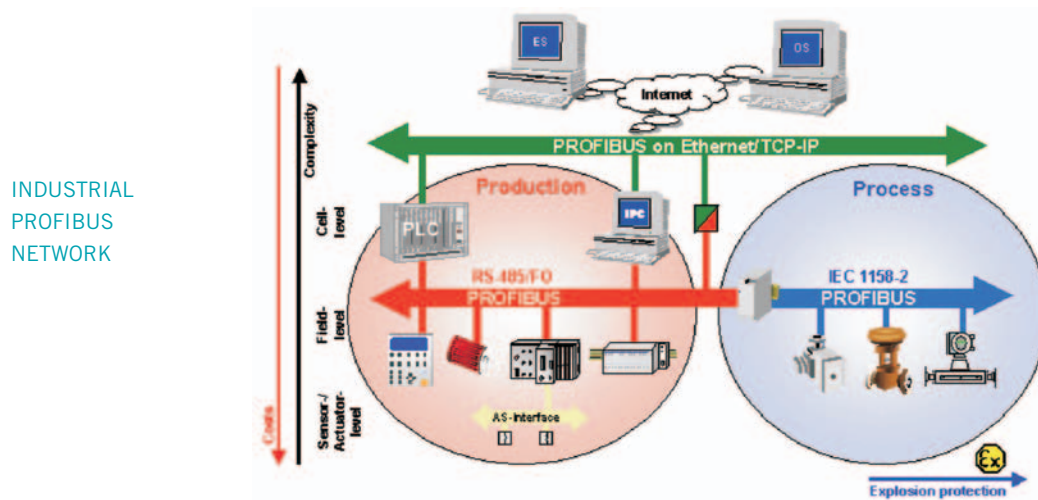 INDUSTRIAL
PROFIBUS
NETWORK
ES
OS
Internet
Complexity
PROFIBUS on Ethernet/TCP-IP
Production
Process
Cell-
level
PLC
IPC
RS-485/FO
PROFIBUS
IEC 1158-2
PROFIBUS
Field-
level
Sensor-/
Actuator-
level
AS-Interface
Costs
Ex
Explosion protection